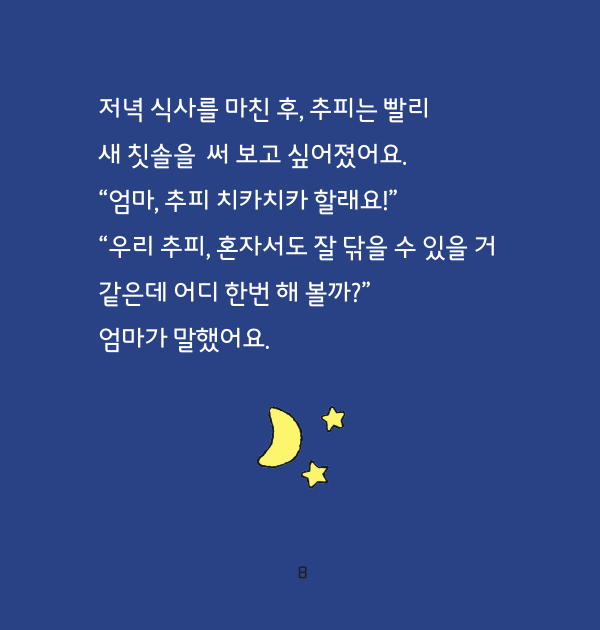 저녁 식사를 마친 후, 추피는 빨리
새 칫솔을 써 보고 싶어졌어요.
“엄마, 추피 치카치카 할래요!”
“우리 추피, 혼자서도 잘 닦을 수 있을 거
같은데 어디 한번 해 볼까?”
엄마가 말했어요.
8